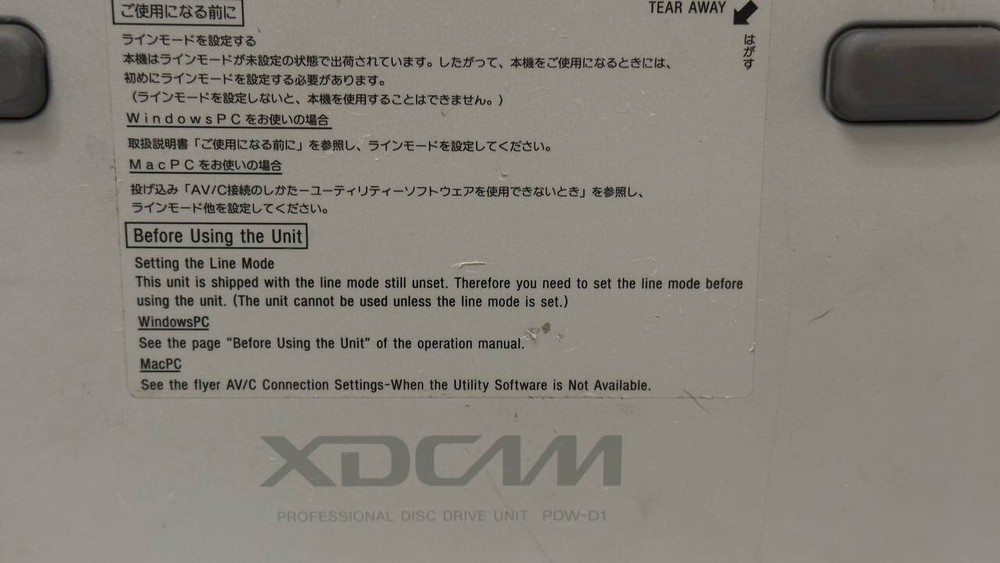 ご使用になる前に
TEAR AWAY
はがす
ラインモードを設定する
本機はラインモードが未設定の状態で出荷されています。したがって、本機をご使用になるときには、
初めにラインモードを設定する必要があります。
（ラインモードを設定しないと、本機を使用することはできません。）
WindowsPCをお使いの場合
取扱説明書「ご使用になる前に」を参照し、ラインモードを設定してください。
MacPCをお使いの場合
投げ込み「AV/C接続のしかたーユーティリティーソフトウェアを使用できないとき」を参照し、
ラインモード他を設定してください。
Before Using the Unit
Setting the Line Mode
This unit is shipped with the line mode still unset. Therefore you need to set the line mode before
using the unit. (The unit cannot be used unless the line mode is set.)
WindowsPC
See the page "Before Using the Unit" of the operation manual.
MacPC
See the flyer AV/C Connection Settings-When the Utility Software is Not Available.
XDCAM
PROFESSIONAL DISC DRIVE UNIT PDW-D1